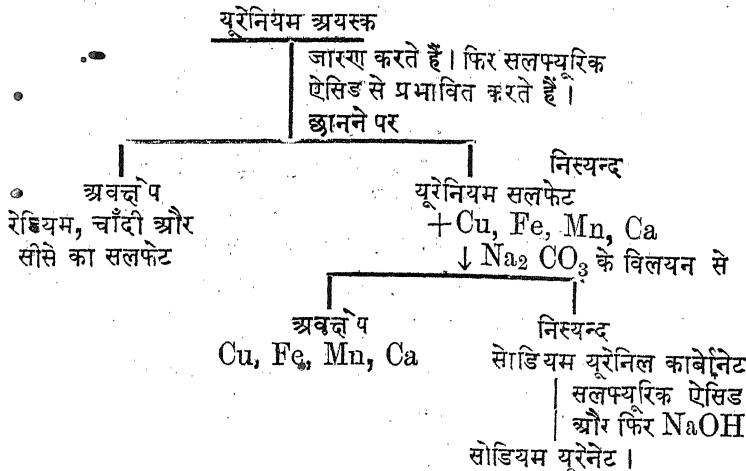 यूरेनियम अयस्क
जारण करते हैं। फिर सलफ्यूरिक
ऐसिड से प्रभावित करते हैं।
छानने पर
निस्यन्द
अवक्षेप
यूरेनियम सलफेट
रेडियम, चाँदी और
+Cu, Fe, Mn, Ca
सीसे का सलफेट
↓ Na₂ CO₃ के विलयन से
अवक्षेप
निस्यन्द
Cu, Fe, Mn, Ca
सोडियम यूरेनिल कार्बोनेट
सलफ्यूरिक ऐसिड
और फिर NaOH
सोडियम यूरेनेट।